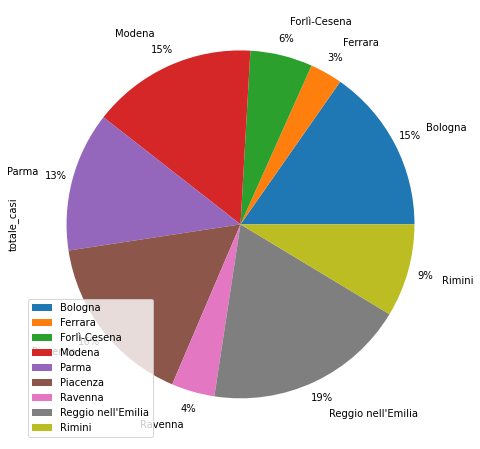 Forlì-Cesena
6%
Modena
15%
Ferrara
3%
Bologna
15%
Parma
13%
totale_casi
Rimini
9%
Reggio nell'Emilia
19%
Ravenna
4%
Bologna
Ferrara
Forlì-Cesena
Modena
Parma
Piacenza
Ravenna
Reggio nell'Emilia
Rimini